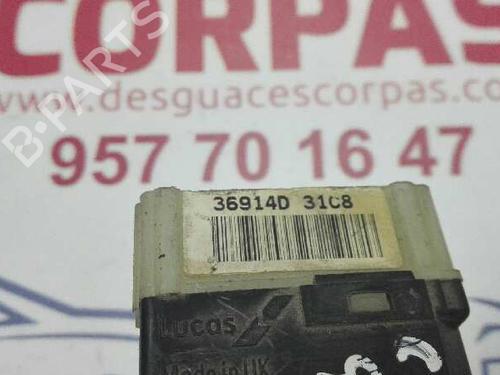 CORPAS
www.desguacescorpas.com
957 70 16 47
B-PARTS
36914D 31C8
Lucas
Made in UK